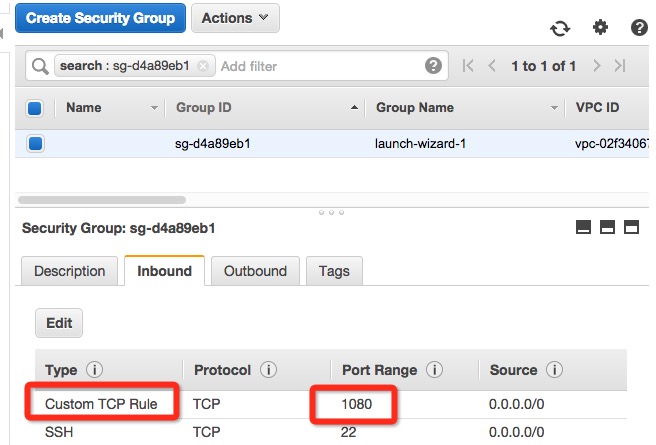 Create Security Group Actions
search : sg-d4a89eb1 Add filter 1 to 1 of 1
Name Group ID Group Name VPC ID
sg-d4a89eb1 launch-wizard-1 vpc-02f34067
Security Group: sg-d4a89eb1
Description Inbound Outbound Tags
Edit
Type Protocol Port Range Source
Custom TCP Rule TCP 1080 0.0.0.0/0
SSH TCP 22 0.0.0.0/0